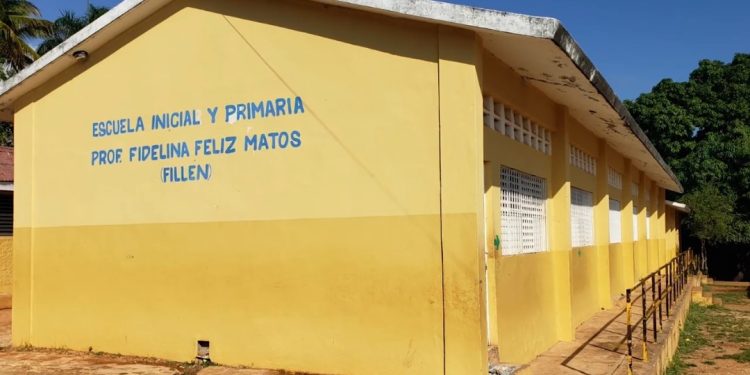 ESCUELA INICIAL Y PRIMARIA
PROF. FIDELINA FELIZ MATOS
(FILLEN)